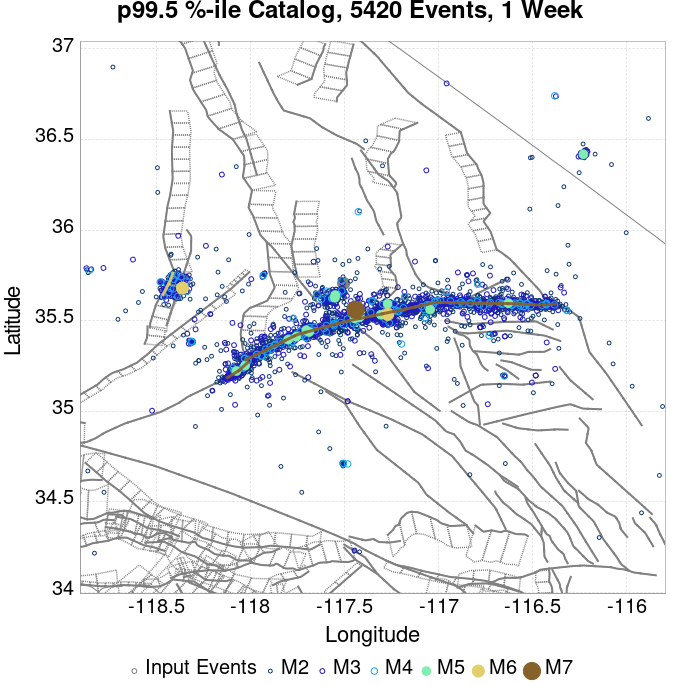 p99.5 %-ile Catalog, 5420 Events, 1 Week
37
36.5
36
35.5
35
34.5
34
Latitude
-118.5 -118 -117.5 -117 -116.5 -116
Longitude
Input Events M2 M3 M4 M5 M6 M7